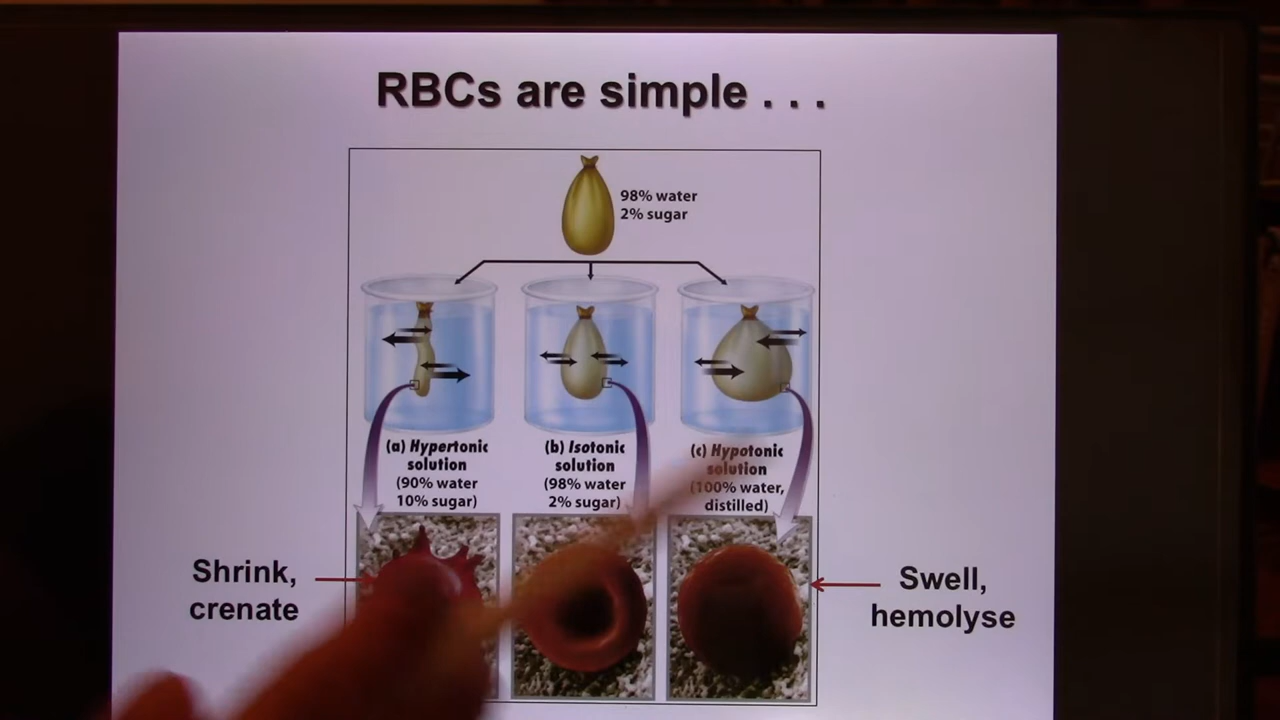 RBCs are simple . . .
98% water
2% sugar
(a) Hypertonic
solution
(90% water
10% sugar)
(b) Isotonic
solution
(98% water
2% sugar)
(c) Hypotonic
solution
(100% water,
distilled)
Shrink,
crenate
Swell,
hemolyse